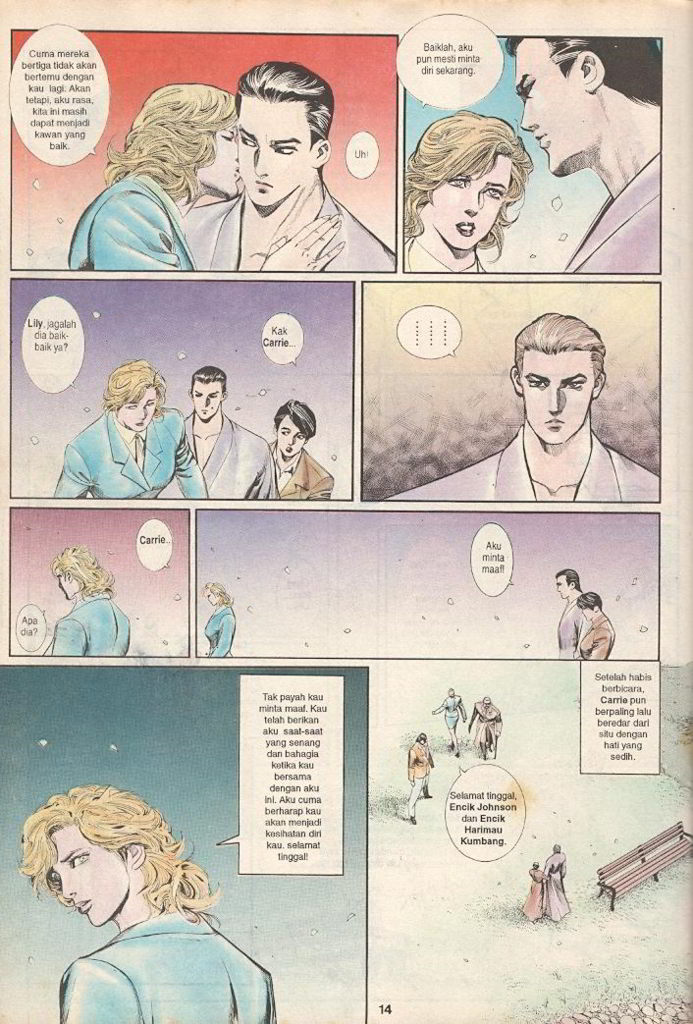 Cuma mereka
bertiga tidak akan
bertemu dengan
kau lagi. Akan
tetapi, aku rasa,
kita ini masih
dapat menjadi
kawan yang
baik.
Uh!
Baiklah, aku
pun mesti minta
diri sekarang.
Lily, jagalah
dia baik-
baik ya?
Kak
Carrie...
Carrie..
Apa
dia?
Aku
minta
maaf!
Tak payah kau
minta maaf. Kau
telah berikan
aku saat-saat
yang senang
dan bahagia
ketika kau
bersama
dengan aku
ini. Aku cuma
berharap kau
akan menjadi
kesihatan diri
kau. selamat
tinggal!
Setelah habis
berbicara,
Carrie pun
berpaling lalu
beredar dari
situ dengan
hati yang
sedih.
Selamat tinggal,
Encik Johnson
dan Encik
Harimau
Kumbang.
14